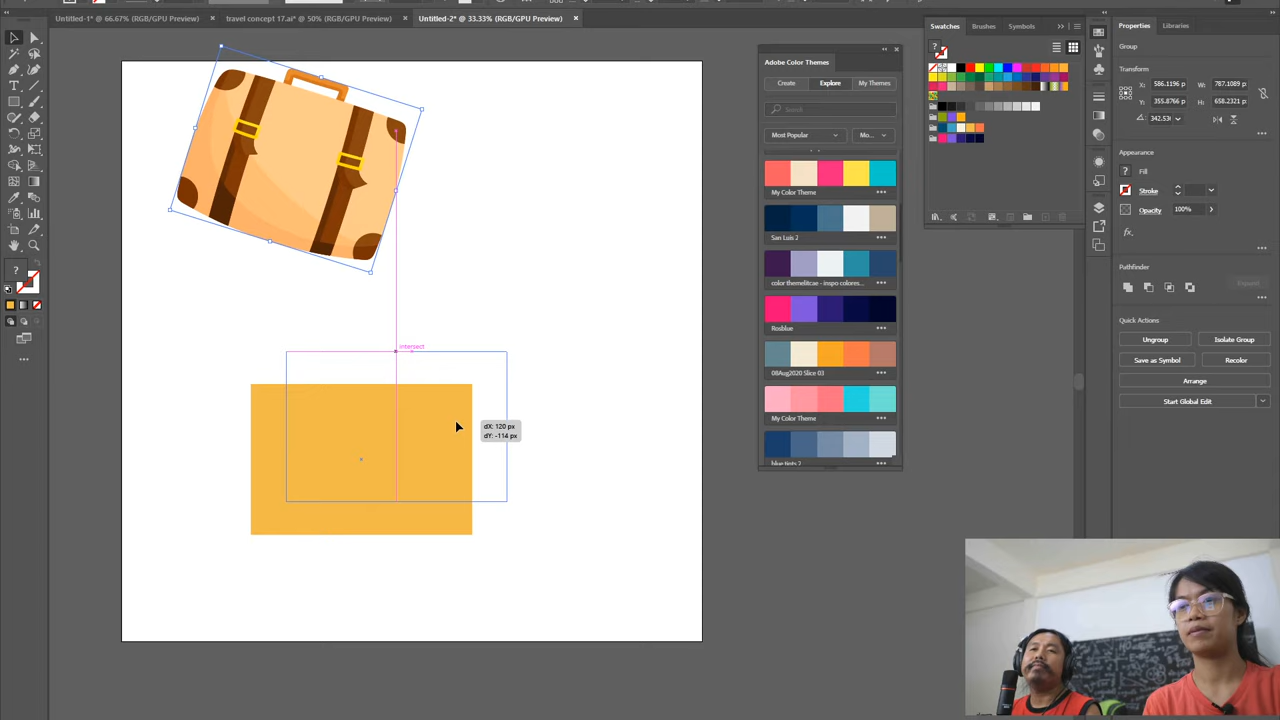 Untitled-1* @ 66.67% (RGB/GPU Preview) ×
travel concept 17.ai* @ 50% (RGB/GPU Preview) ×
Untitled-2* @ 33.33% (RGB/GPU Preview) ×
intersect
dX: 120 px
dY: -114 px
Adobe Color Themes
Create Explore My Themes
Search
Most Popular Mo...
My Color Theme
San Luis 2
color themelitcae - inspo colores...
Rosblue
08Aug2020 Slice 03
My Color Theme
blue tints 2
Swatches Brushes Symbols
Properties Libraries
Group
Transform
X: 586.1196 p W: 787.1089 p
Y: 355.8766 p H: 658.2321 p
342.53
Appearance
? Fill
Stroke
Opacity 100%
fx.
Pathfinder
Expand
Quick Actions
Ungroup Isolate Group
Save as Symbol Recolor
Arrange
Start Global Edit